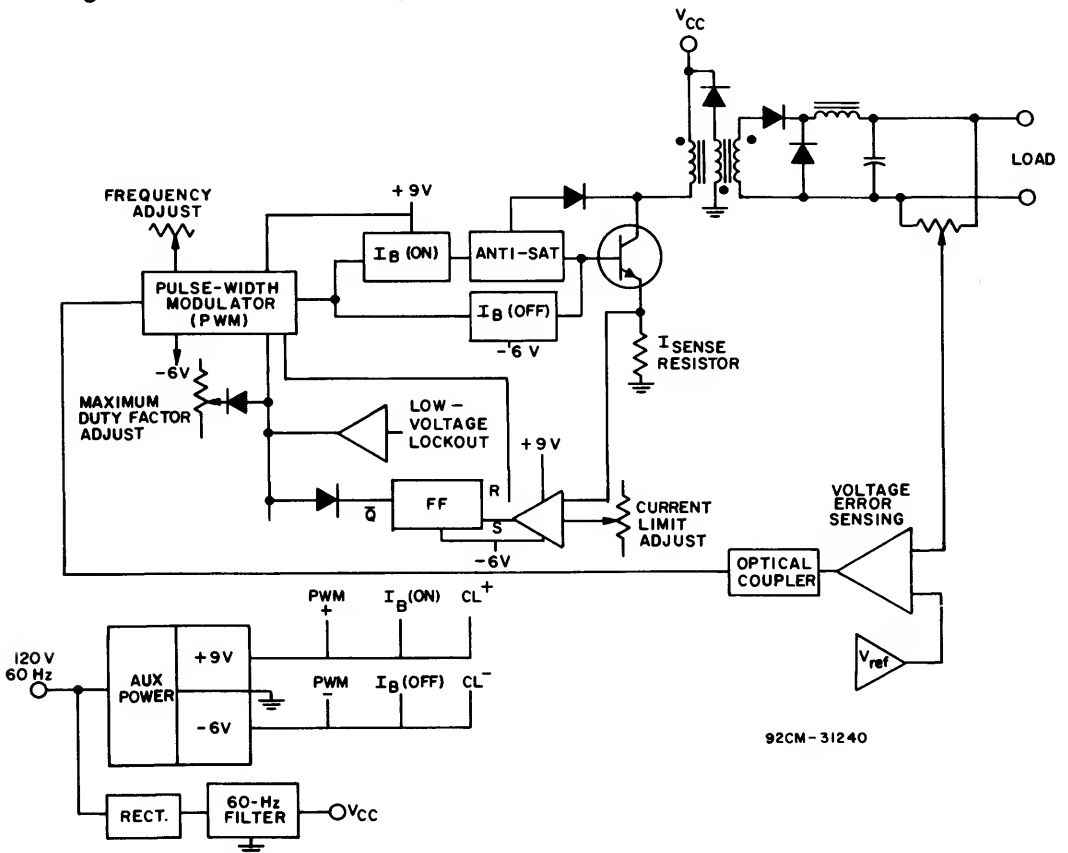 VCC
LOAD
FREQUENCY
ADJUST
+9V
IB (ON)
ANTI-SAT
PULSE-WIDTH
MODULATOR
(PWM)
IB (OFF)
-6 V
I SENSE
RESISTOR
-6V
MAXIMUM
DUTY FACTOR
ADJUST
LOW-
VOLTAGE
LOCKOUT
+9V
R
FF
Q̅
S
-6V
CURRENT
LIMIT
ADJUST
VOLTAGE
ERROR
SENSING
OPTICAL
COUPLER
Vref
PWM
+
IB(ON)
CL+
120 V
60 Hz
AUX
POWER
+9V
-6V
PWM
-
IB(OFF)
CL-
92CM-31240
RECT.
60-Hz
FILTER
VCC